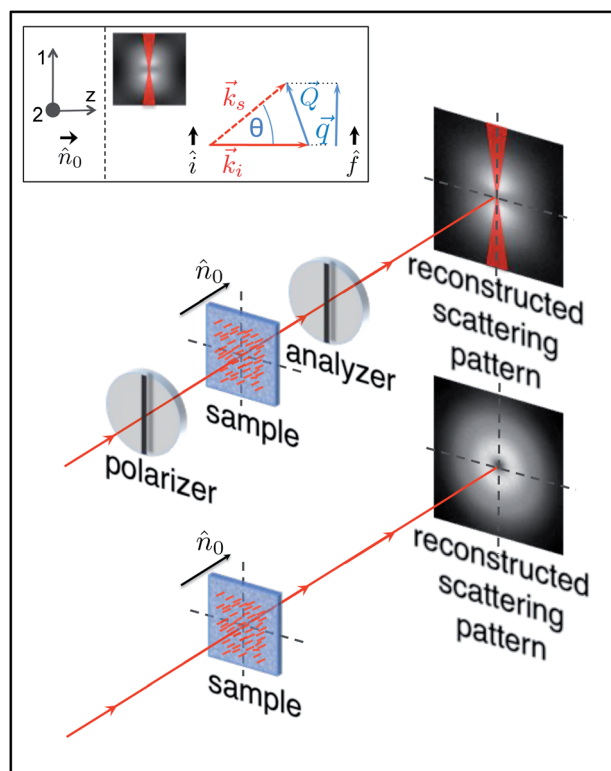 1
2
z
n̂₀
k⃗ₛ
θ
Q⃗
q⃗
î
k⃗ᵢ
f̂
n̂₀
polarizer
sample
analyzer
reconstructed
scattering
pattern
n̂₀
sample
reconstructed
scattering
pattern